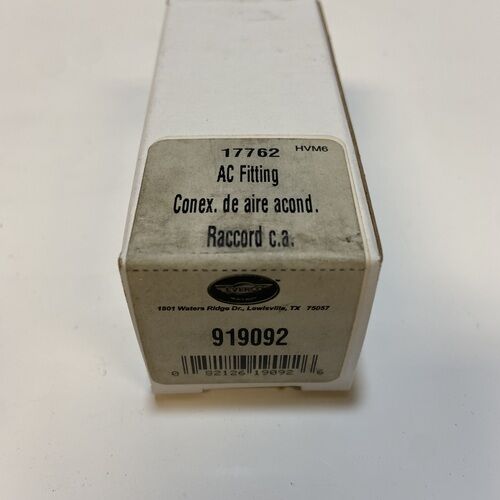 17762 HVM6
AC Fitting
Conex. de aire acond.
Raccord c.a.
EVERCO
1801 Waters Ridge Dr., Lewisville, TX 75057
919092
0 82126 19092 6